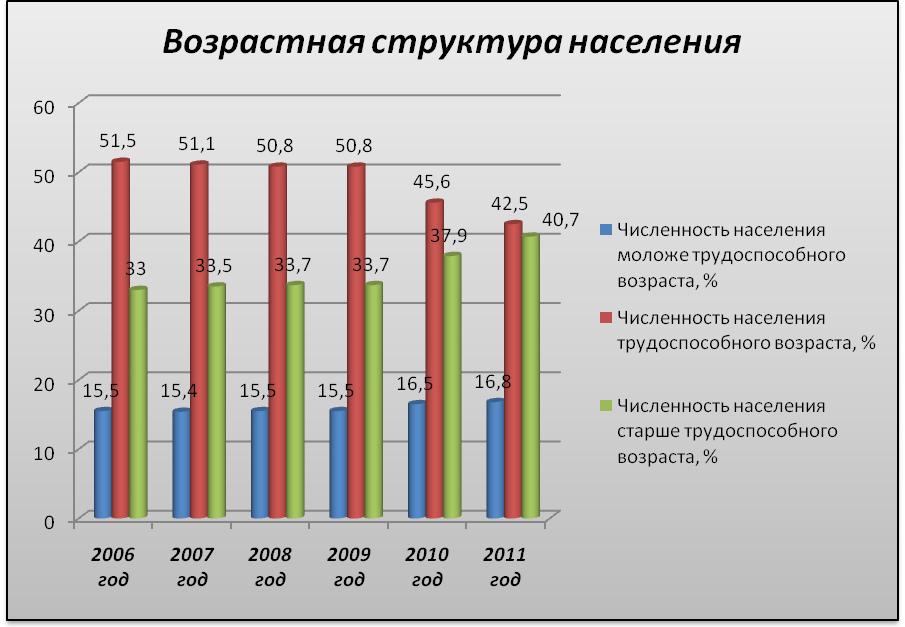 Возрастная структура населения
60
50
40
30
20
10
0
51,5
51,1
50,8
50,8
45,6
42,5
40,7
33
33,5
33,7
33,7
37,9
15,5
15,4
15,5
15,5
16,5
16,8
2006 год
2007 год
2008 год
2009 год
2010 год
2011 год
Численность населения
моложе трудоспособного
возраста, %
Численность населения
трудоспособного возраста, %
Численность населения
старше трудоспособного
возраста, %